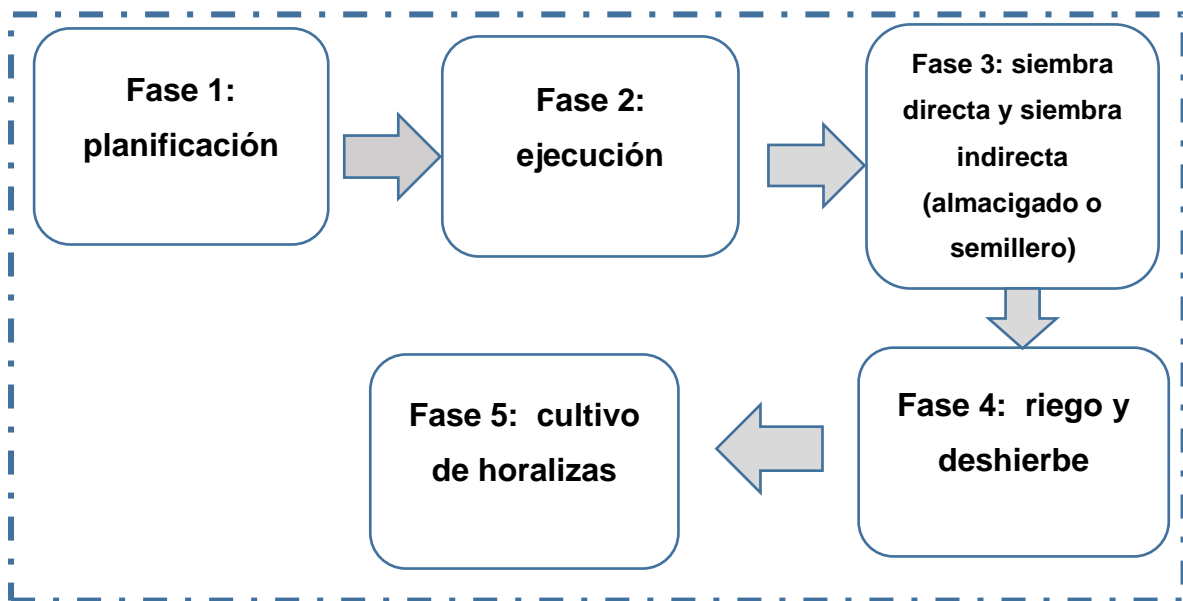 Fase 1:
planificación
Fase 2:
ejecución
Fase 3: siembra
directa y siembra
indirecta
(almacigado o
semillero)
Fase 4:  riego y
deshierbe
Fase 5:  cultivo
de horalizas